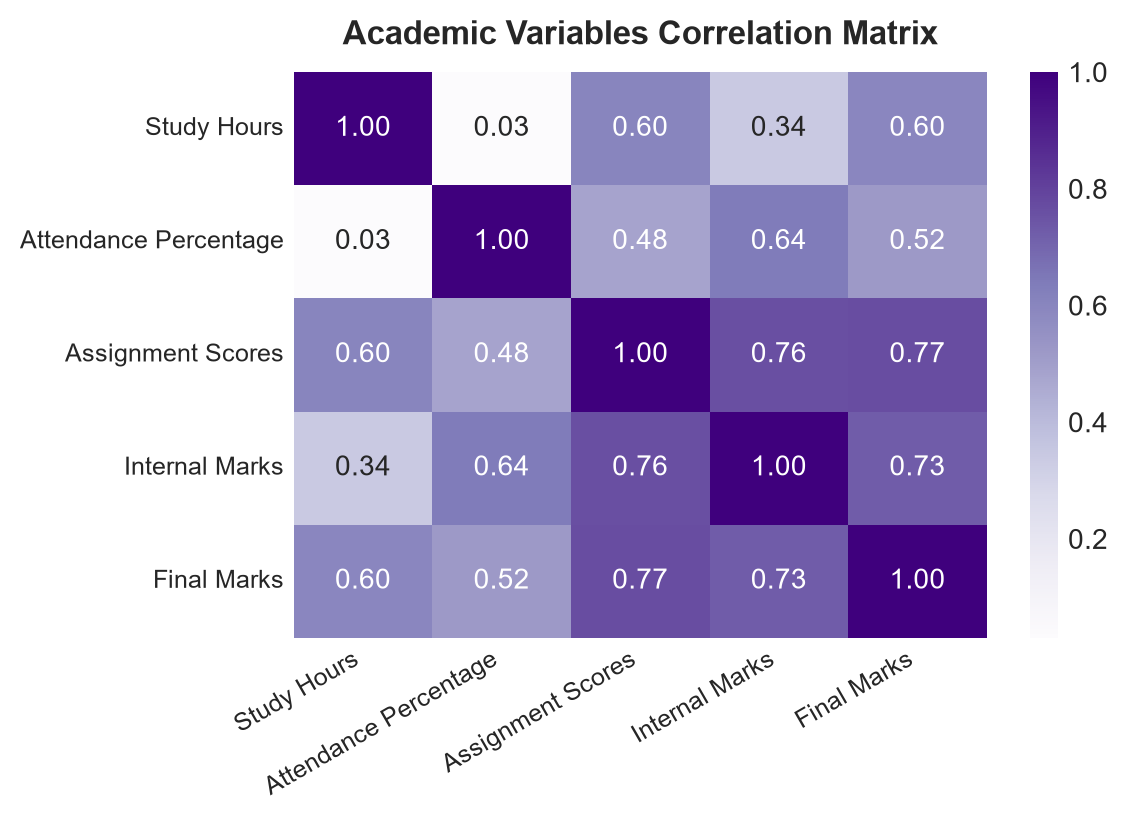 Academic Variables Correlation Matrix
Study Hours 1.00 0.03 0.60 0.34 0.60
Attendance Percentage 0.03 1.00 0.48 0.64 0.52
Assignment Scores 0.60 0.48 1.00 0.76 0.77
Internal Marks 0.34 0.64 0.76 1.00 0.73
Final Marks 0.60 0.52 0.77 0.73 1.00
Study Hours
Attendance Percentage
Assignment Scores
Internal Marks
Final Marks
1.0
0.8
0.6
0.4
0.2